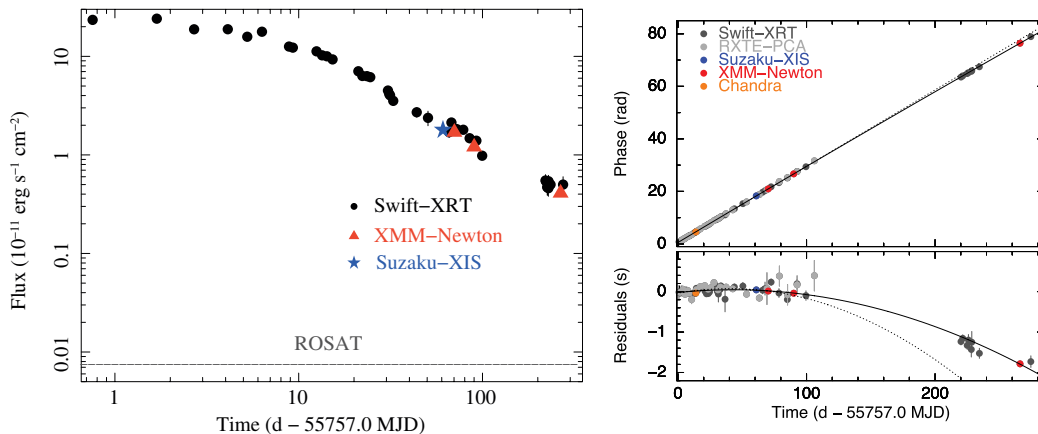 10
1
0.1
0.01
Flux (10⁻¹¹ erg s⁻¹ cm⁻²)
Swift−XRT
XMM−Newton
Suzaku−XIS
ROSAT
1 10 100
Time (d − 55757.0 MJD)
80
60
40
20
0
Phase (rad)
Swift−XRT
RXTE−PCA
Suzaku−XIS
XMM−Newton
Chandra
0
−1
−2
Residuals (s)
0 100 200
Time (d − 55757.0 MJD)